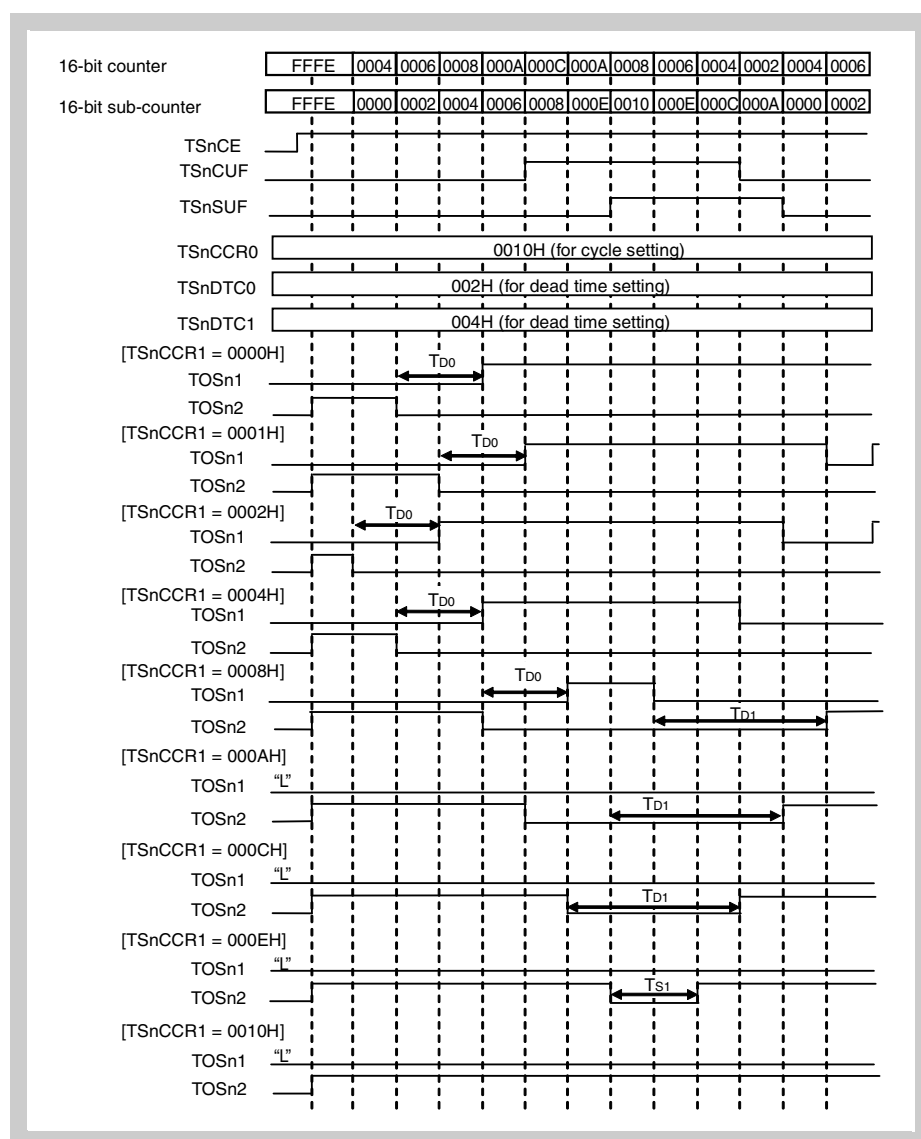 16-bit counter FFFE 0004 0006 0008 000A 000C 000A 0008 0006 0004 0002 0004 0006
16-bit sub-counter FFFE 0000 0002 0004 0006 0008 000E 0010 000E 000C 000A 0000 0002
TSnCE
TSnCUF
TSnSUF
TSnCCR0 0010H (for cycle setting)
TSnDTC0 002H (for dead time setting)
TSnDTC1 004H (for dead time setting)
[TSnCCR1 = 0000H]
TD0
TOSn1
TOSn2
[TSnCCR1 = 0001H]
TD0
TOSn1
TOSn2
[TSnCCR1 = 0002H]
TD0
TOSn1
TOSn2
[TSnCCR1 = 0004H]
TD0
TOSn1
TOSn2
[TSnCCR1 = 0008H]
TD0
TOSn1
TOSn2 TD1
[TSnCCR1 = 000AH]
TOSn1 “L”
TOSn2 TD1
[TSnCCR1 = 000CH]
TOSn1 “L”
TOSn2 TD1
[TSnCCR1 = 000EH]
TOSn1 “L”
TOSn2 TS1
[TSnCCR1 = 0010H]
TOSn1 “L”
TOSn2